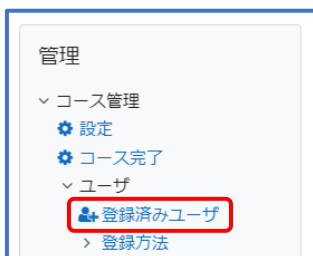 管理
コース管理
設定
コース完了
ユーザ
登録済みユーザ
登録方法